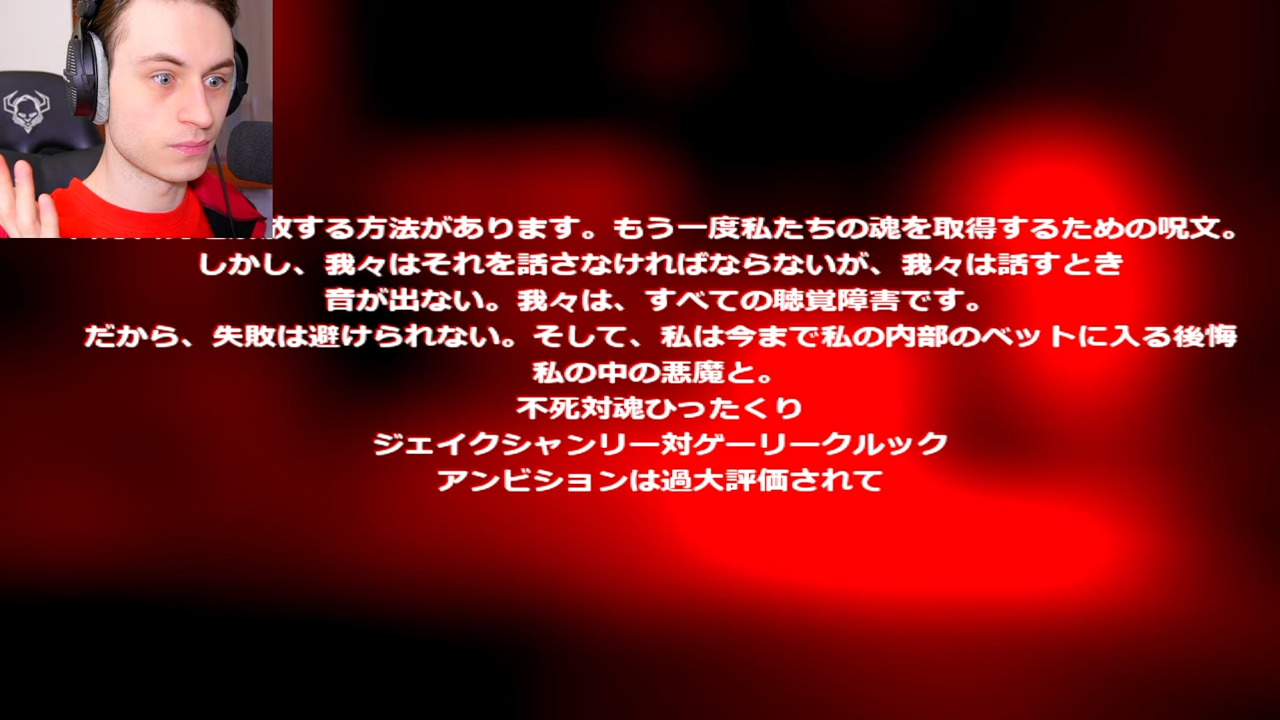 放する方法があります。もう一度私たちの魂を取得するための呪文。
しかし、我々はそれを話さなければならないが、我々は話すとき
音が出ない。我々は、すべての聴覚障害です。
だから、失敗は避けられない。そして、私は今まで私の内部のベットに入る後悔
私の中の悪魔と。
不死対魂ひったくり
ジェイクシャンリー対ゲーリークルック
アンビションは過大評価されて